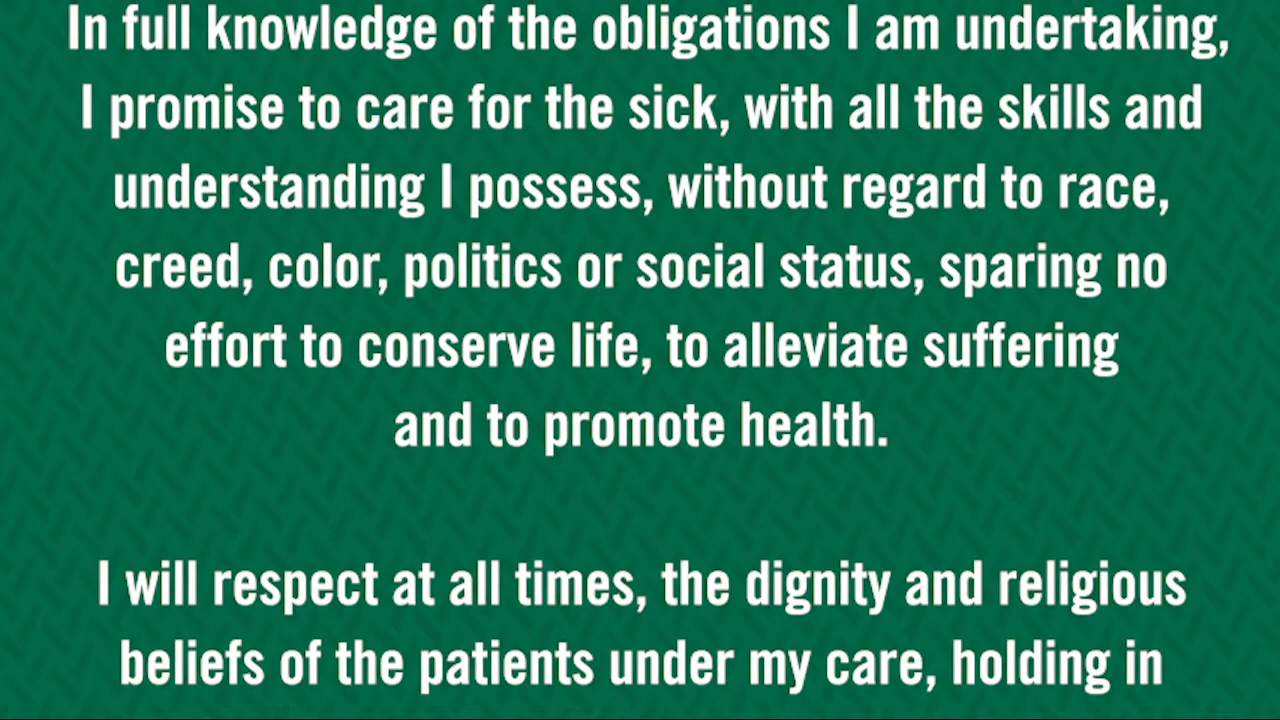 In full knowledge of the obligations I am undertaking,
I promise to care for the sick, with all the skills and
understanding I possess, without regard to race,
creed, color, politics or social status, sparing no
effort to conserve life, to alleviate suffering
and to promote health.
I will respect at all times, the dignity and religious
beliefs of the patients under my care, holding in